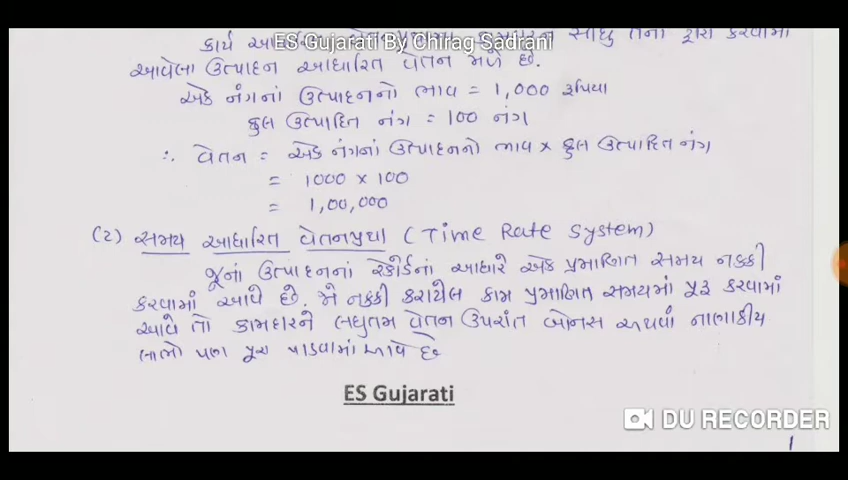 કાર્ય સાધુ તેના દ્વારા કરવામાં
ES Gujarati By Chirag Sadrani
આવેલા ઉત્પાદન આધારિત વેતન મળે છે.
એક નંગનાં ઉત્પાદનનો ભાવ = 1,000 રૂપિયા
કુલ ઉત્પાદિત નંગ = 100 નંગ
∴ વેતન = એક નંગનાં ઉત્પાદનનો ભાવ × કુલ ઉત્પાદિત નંગ
= 1000 × 100
= 1,00,000
(૨) સમય આધારિત વેતનપ્રથા (Time Rate System)
જૂનાં ઉત્પાદનનાં રેકોર્ડનાં આધારે એક પ્રમાણિત સમય નક્કી
કરવામાં આવે છે. જો નક્કી કરાયેલ કામ પ્રમાણિત સમયમાં પૂરૂ કરવામાં
આવે તો કામદારને લઘુતમ વેતન ઉપરાંત બોનસ અથવા નાણાકીય
લાભો પણ પૂરા પાડવામાં આવે છે
ES Gujarati
DU RECORDER
1